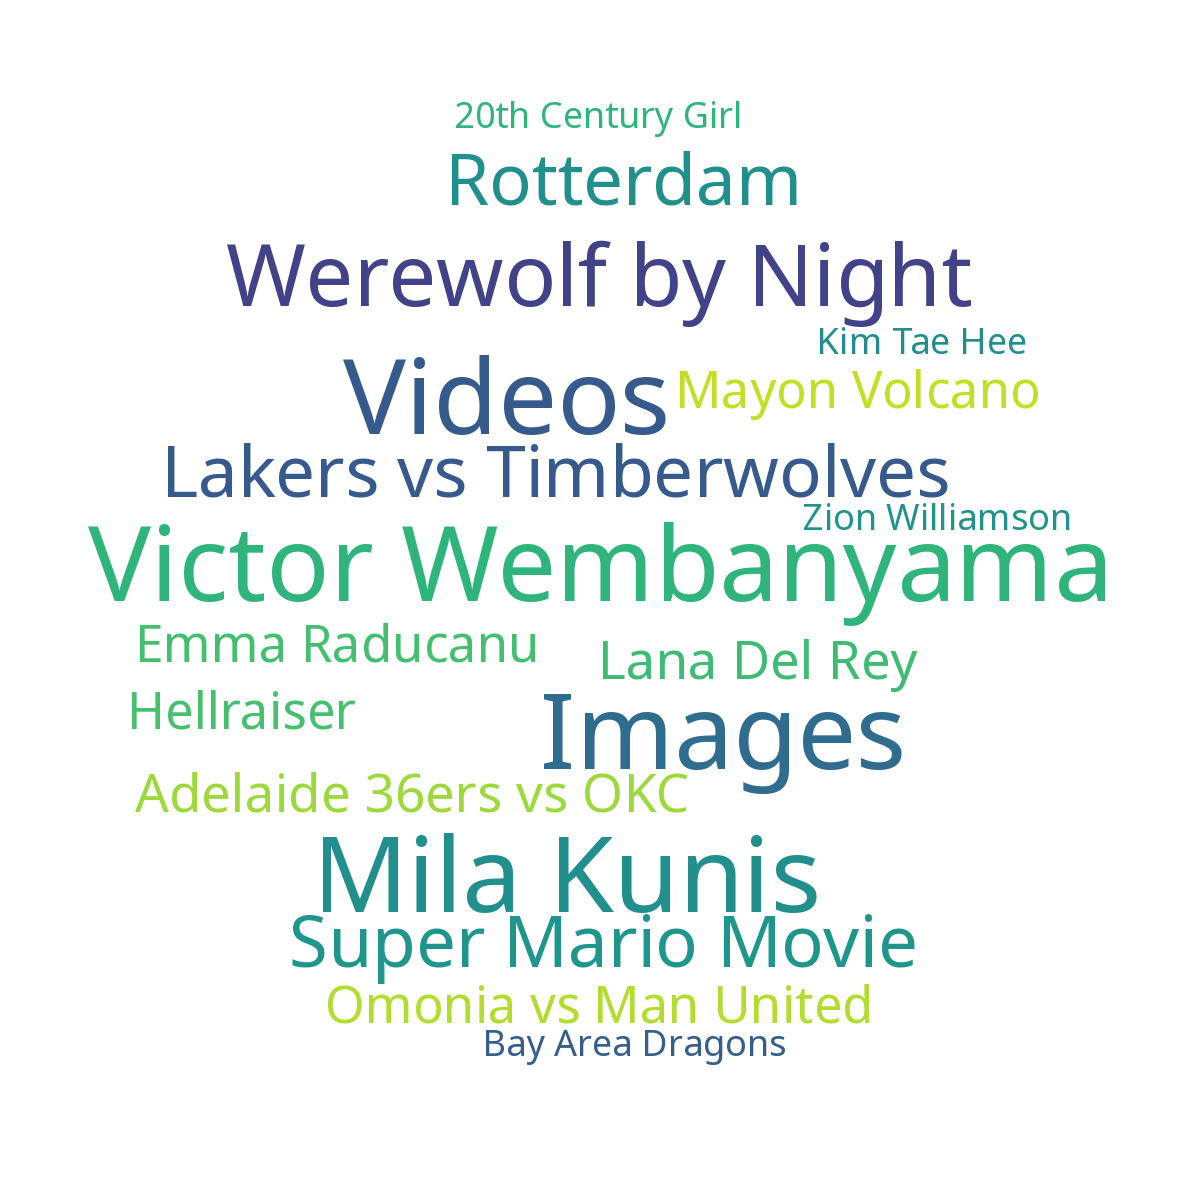 20th Century Girl
Rotterdam
Werewolf by Night
Kim Tae Hee
Videos
Mayon Volcano
Lakers vs Timberwolves
Zion Williamson
Victor Wembanyama
Emma Raducanu
Lana Del Rey
Hellraiser
Images
Adelaide 36ers vs OKC
Mila Kunis
Super Mario Movie
Omonia vs Man United
Bay Area Dragons